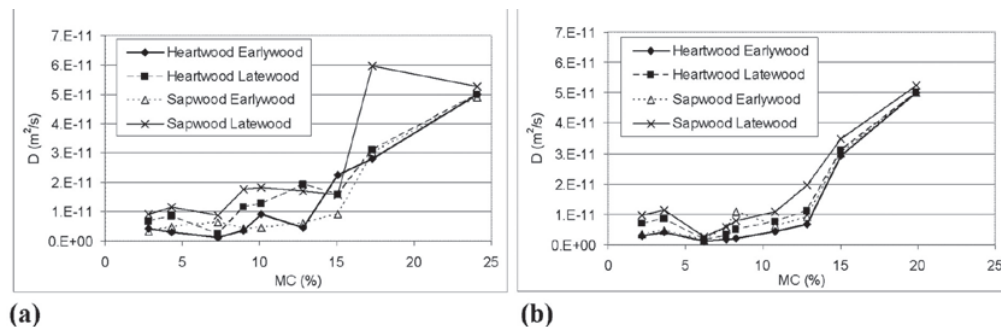 7.E-11
6.E-11
5.E-11
4.E-11
3.E-11
2.E-11
1.E-11
0.E+00
D (m²/s)
Heartwood Earlywood
Heartwood Latewood
Sapwood Earlywood
Sapwood Latewood
0 5 10 15 20 25
MC (%)
(a)
7.E-11
6.E-11
5.E-11
4.E-11
3.E-11
2.E-11
1.E-11
0.E+00
D (m²/s)
Heartwood Earlywood
Heartwood Latewood
Sapwood Earlywood
Sapwood Latewood
0 5 10 15 20 25
MC (%)
(b)